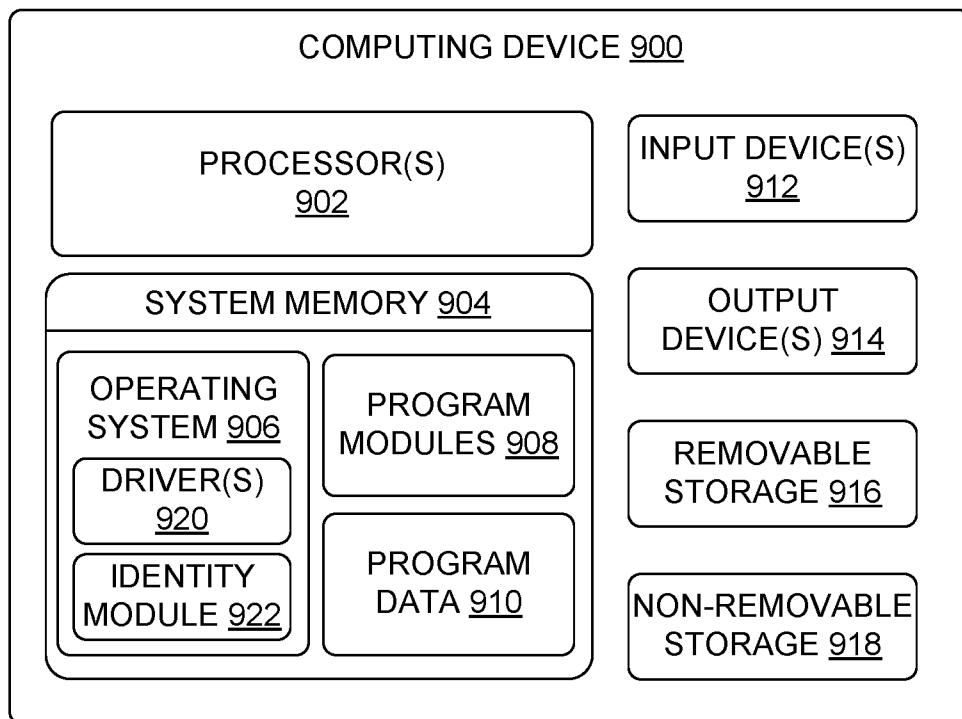 COMPUTING DEVICE 900
PROCESSOR(S)
902
SYSTEM MEMORY 904
OPERATING
SYSTEM 906
DRIVER(S)
920
IDENTITY
MODULE 922
PROGRAM
MODULES 908
PROGRAM
DATA 910
INPUT DEVICE(S)
912
OUTPUT
DEVICE(S) 914
REMOVABLE
STORAGE 916
NON-REMOVABLE
STORAGE 918